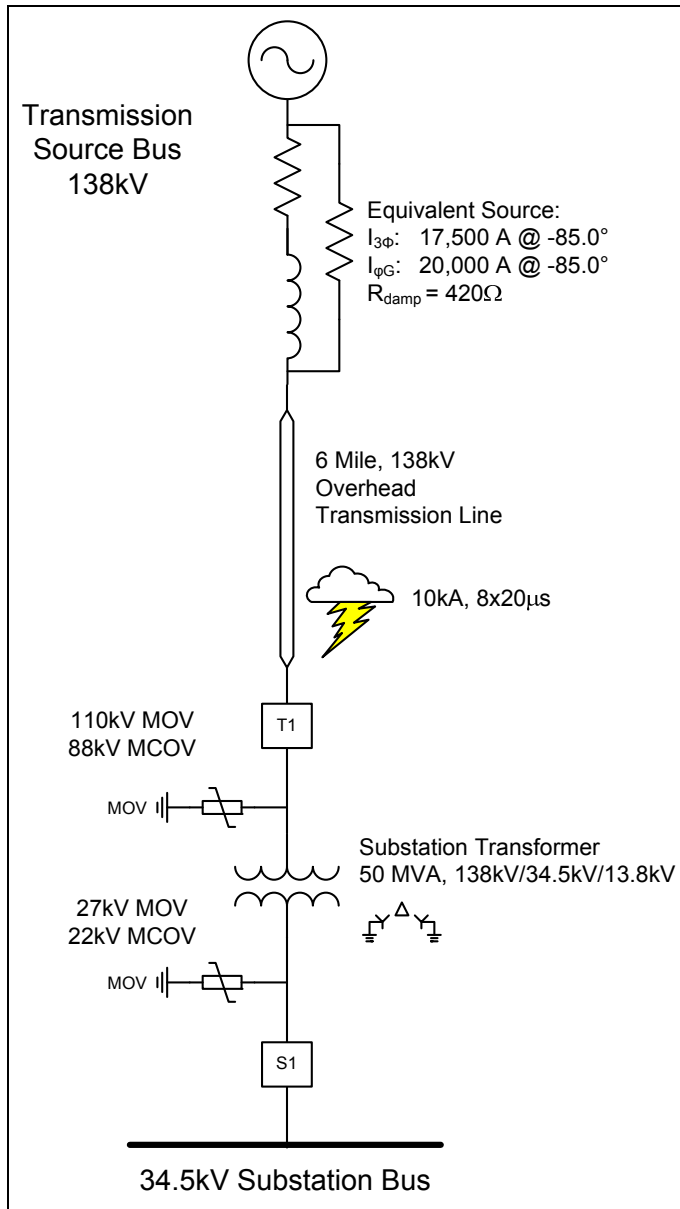 Transmission
Source Bus
138kV
Equivalent Source:
I3Φ: 17,500 A @ -85.0°
IφG: 20,000 A @ -85.0°
Rdamp = 420Ω
6 Mile, 138kV
Overhead
Transmission Line
10kA, 8x20μs
110kV MOV
88kV MCOV
T1
MOV
Substation Transformer
50 MVA, 138kV/34.5kV/13.8kV
27kV MOV
22kV MCOV
MOV
S1
34.5kV Substation Bus